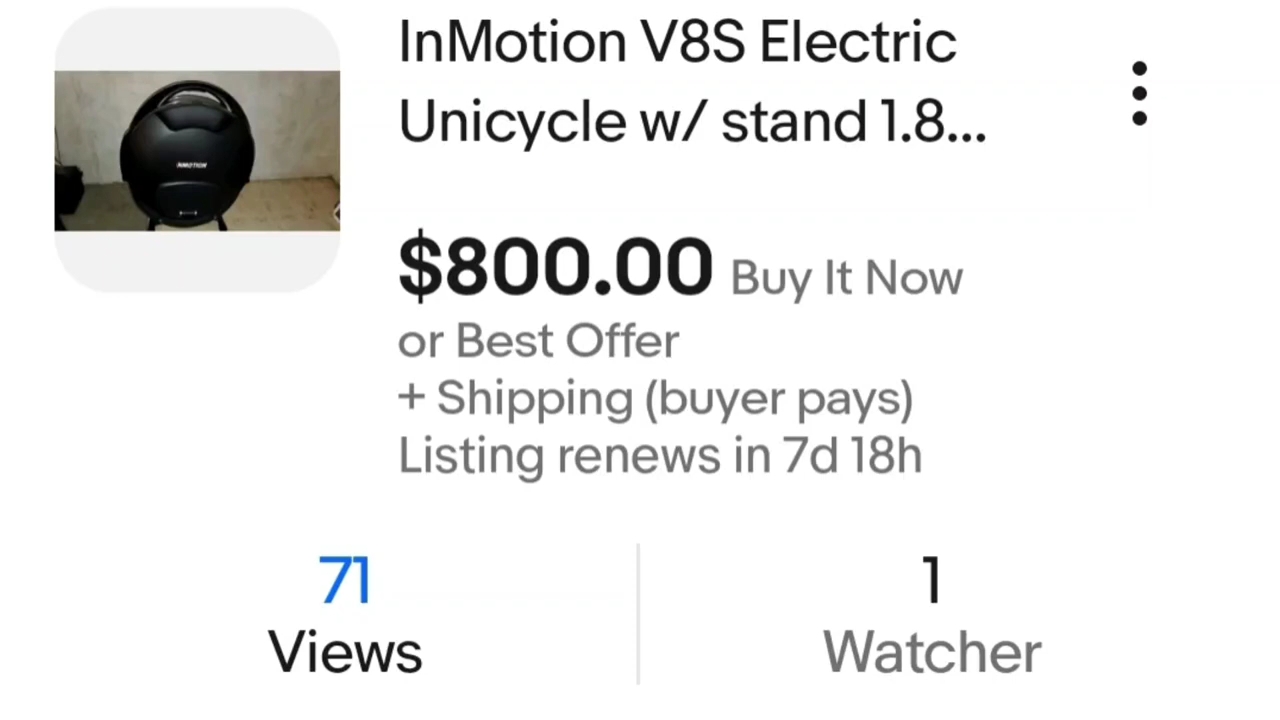 InMotion V8S Electric
Unicycle w/ stand 1.8...
INMOTION
$800.00 Buy It Now
or Best Offer
+ Shipping (buyer pays)
Listing renews in 7d 18h
71
Views
1
Watcher